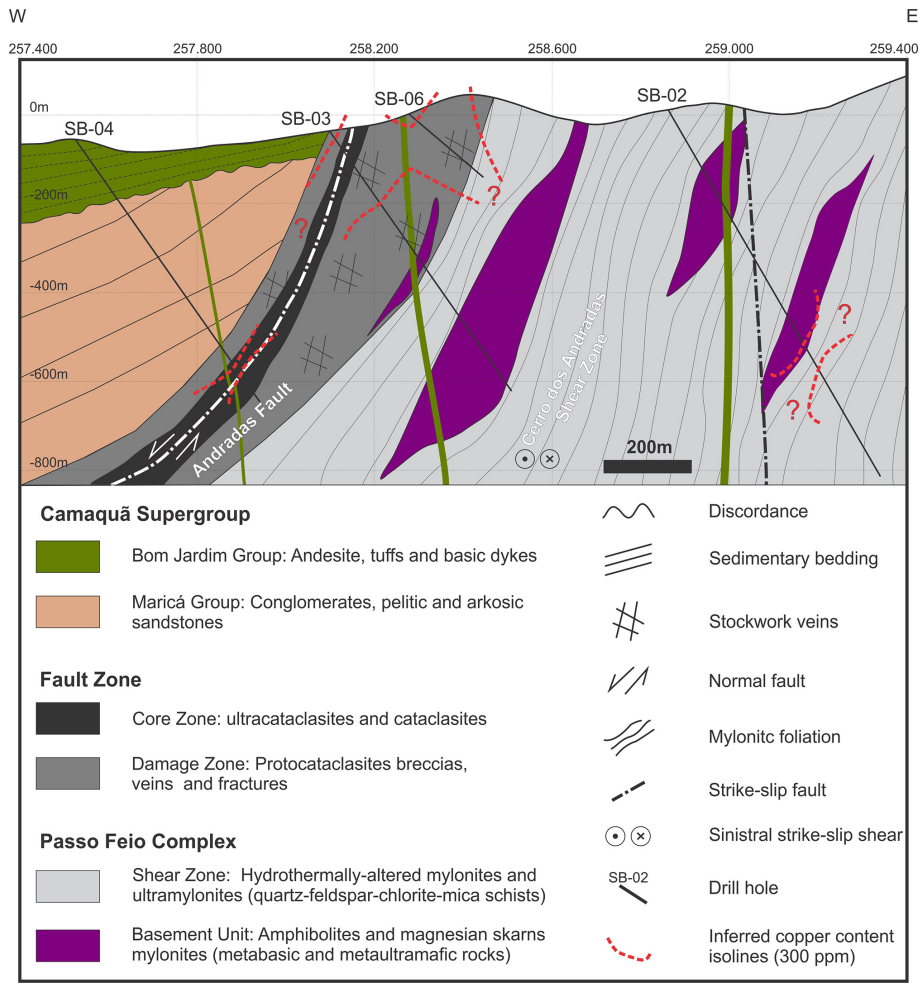 W E
257.400 257.800 258.200 258.600 259.000 259.400
SB-06 SB-02
0m
SB-03
SB-04
-200m
?
?
-400m
?
-600m
?
Cerro dos Andradas
Shear Zone
Andradas Fault
200m
-800m
Camaquã Supergroup
Bom Jardim Group: Andesite, tuffs and basic dykes
Maricá Group: Conglomerates, pelitic and arkosic
sandstones
Fault Zone
Core Zone: ultracataclasites and cataclasites
Damage Zone: Protocataclasites breccias,
veins and fractures
Passo Feio Complex
Shear Zone: Hydrothermally-altered mylonites and
ultramylonites (quartz-feldspar-chlorite-mica schists)
Basement Unit: Amphibolites and magnesian skarns
mylonites (metabasic and metaultramafic rocks)
Discordance
Sedimentary bedding
Stockwork veins
Normal fault
Mylonitc foliation
Strike-slip fault
Sinistral strike-slip shear
SB-02
Drill hole
Inferred copper content
isolines (300 ppm)